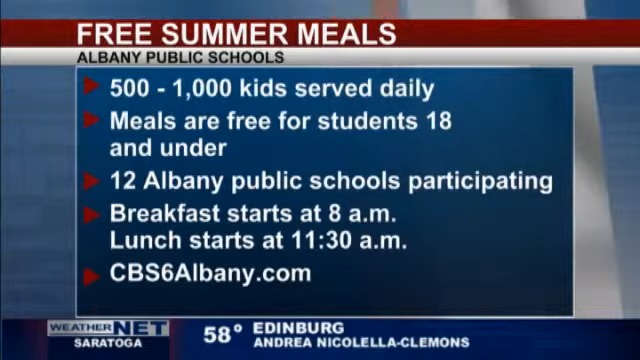 FREE SUMMER MEALS
ALBANY PUBLIC SCHOOLS
500 - 1,000 kids served daily
Meals are free for students 18
and under
12 Albany public schools participating
Breakfast starts at 8 a.m.
Lunch starts at 11:30 a.m.
CBS6Albany.com
WEATHER NET
SARATOGA
58° EDINBURG
ANDREA NICOLELLA-CLEMONS